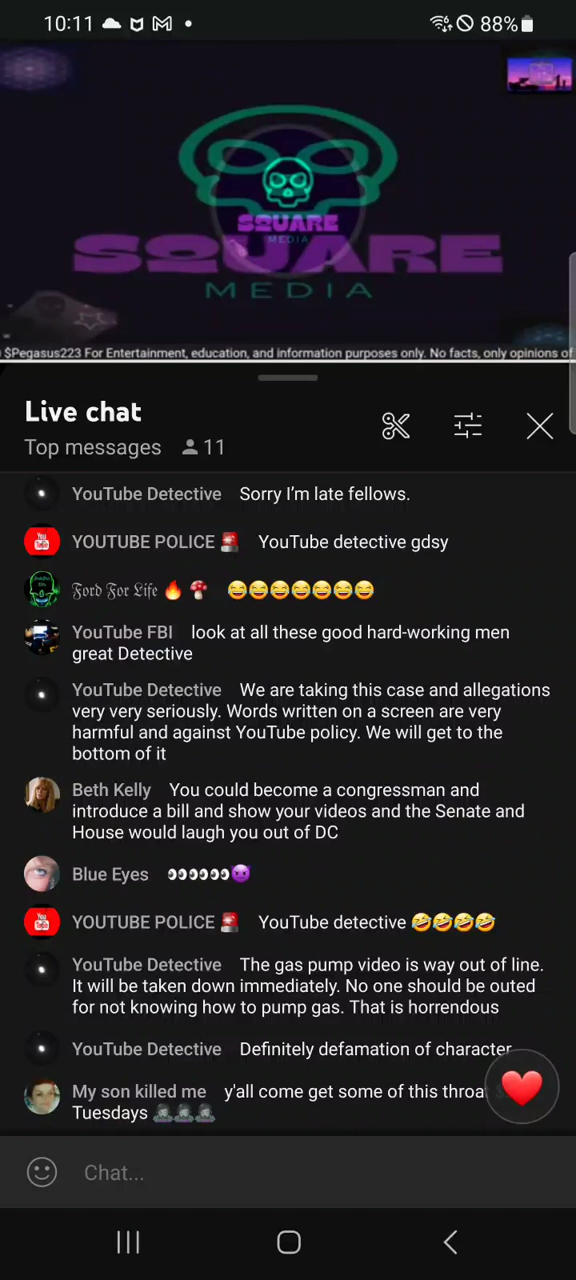 10:11
88%
SQUARE
MEDIA
SQUARE
MEDIA
$Pegasus223 For Entertainment, education, and information purposes only. No facts, only opinions of
Live chat
Top messages 11
YouTube Detective Sorry I'm late fellows.
You
Tube
YOUTUBE POLICE 🚨 YouTube detective gdsy
𝔉𝔬𝔯𝔡 𝔉𝔬𝔯 𝔏𝔦𝔣𝔢 🔥 🍄 😂😂😂😂😂😂😂
YouTube FBI look at all these good hard-working men
great Detective
YouTube Detective We are taking this case and allegations
very very seriously. Words written on a screen are very
harmful and against YouTube policy. We will get to the
bottom of it
Beth Kelly You could become a congressman and
introduce a bill and show your videos and the Senate and
House would laugh you out of DC
Blue Eyes 👀👀👀👀👀👀😈
You
Tube
YOUTUBE POLICE 🚨 YouTube detective 🤣🤣🤣🤣
YouTube Detective The gas pump video is way out of line.
It will be taken down immediately. No one should be outed
for not knowing how to pump gas. That is horrendous
YouTube Detective Definitely defamation of character
My son killed me y'all come get some of this throa
Tuesdays
Chat...